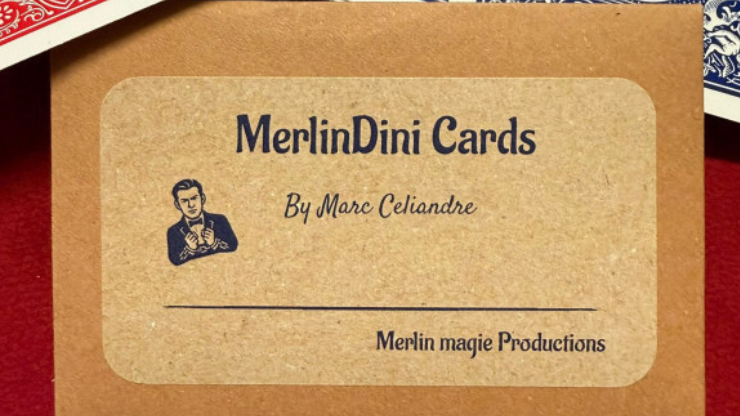 MerlinDini Cards
By Marc Celiandre
Merlin magie Productions